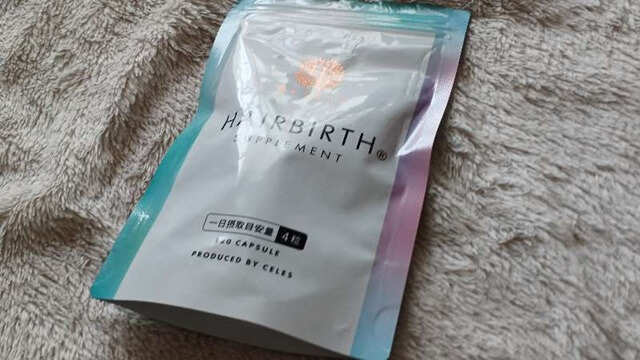 HAIRBIRTH®
SUPPLEMENT
一日摂取目安量 4粒
120 CAPSULE
PRODUCED BY CELES